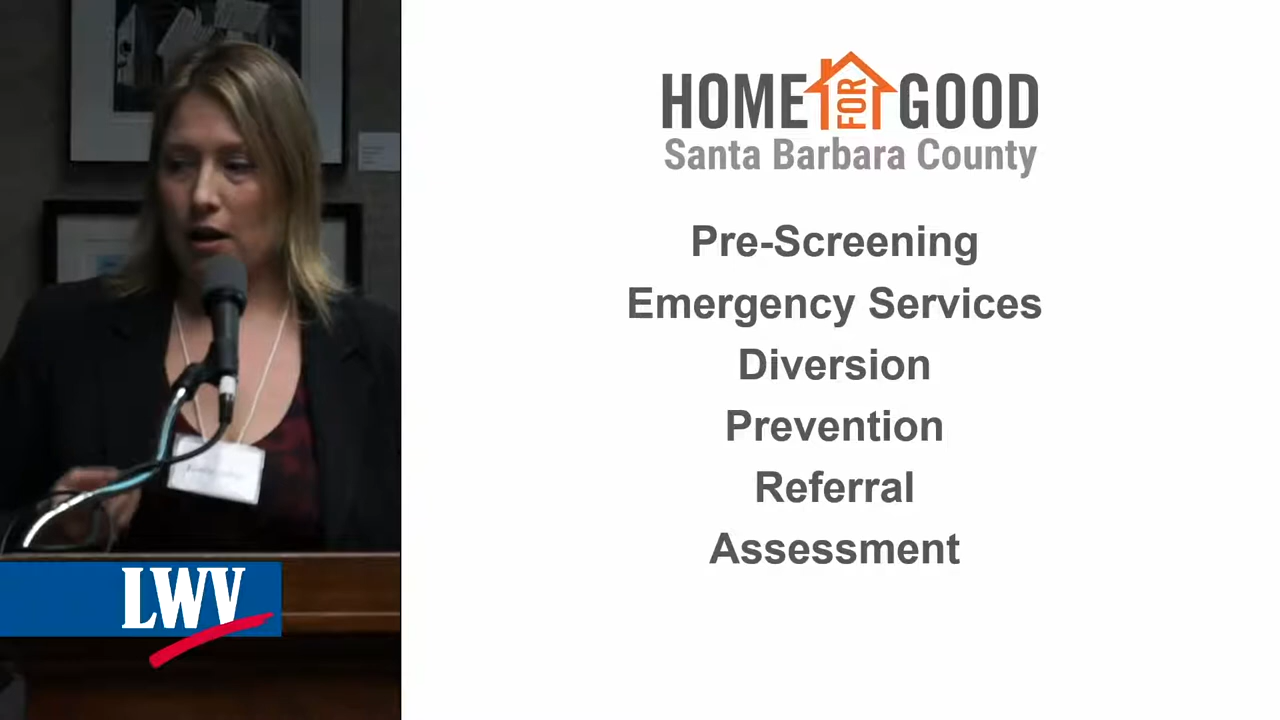 HOME FOR GOOD
Santa Barbara County
Pre-Screening
Emergency Services
Diversion
Prevention
Referral
Assessment
LWV